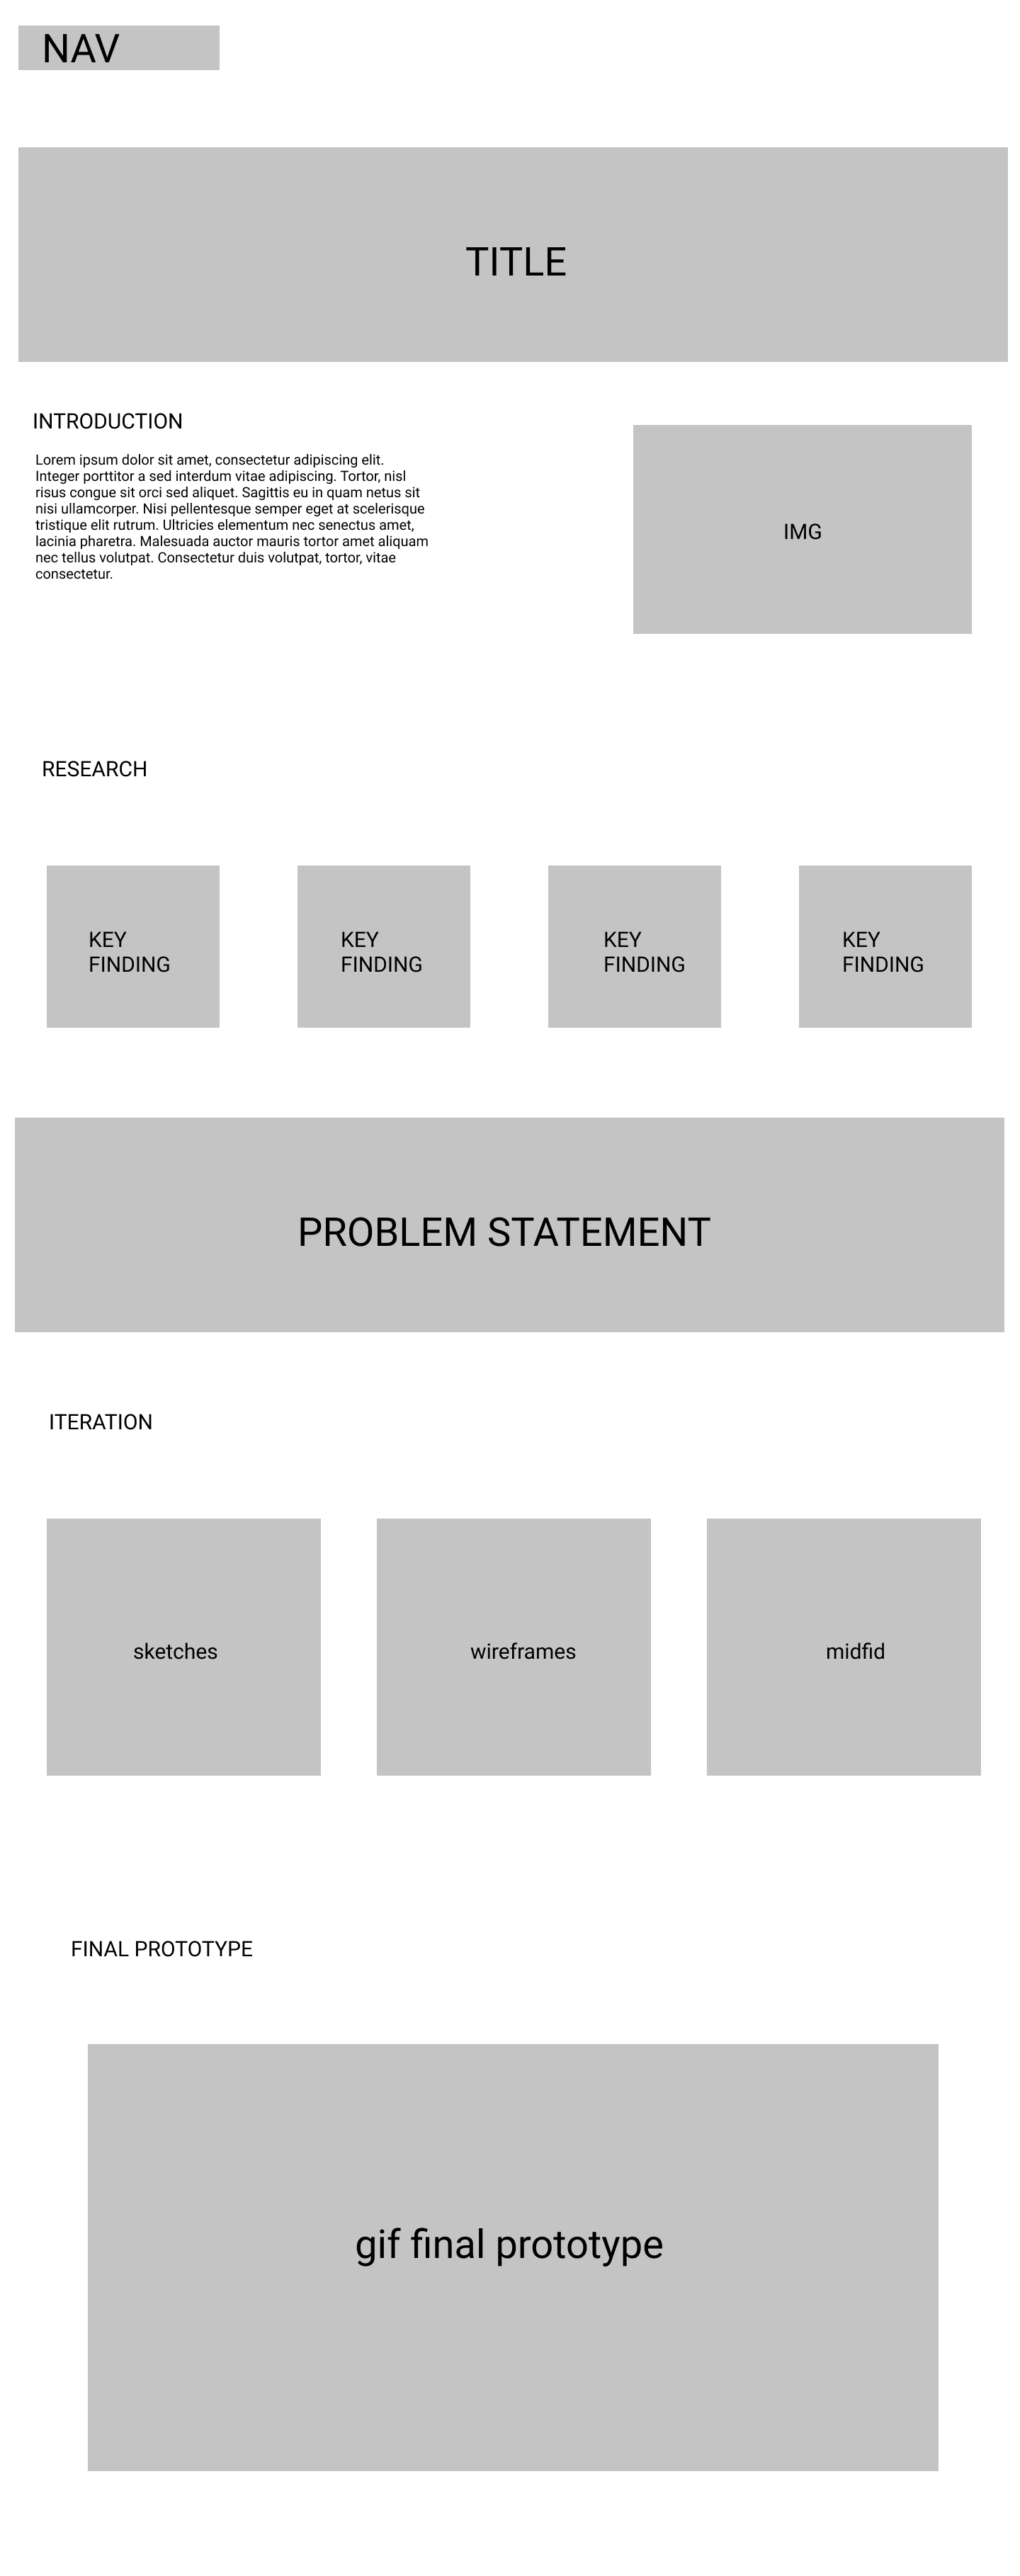 NAV
TITLE
INTRODUCTION
Lorem ipsum dolor sit amet, consectetur adipiscing elit.
Integer porttitor a sed interdum vitae adipiscing. Tortor, nisl
risus congue sit orci sed aliquet. Sagittis eu in quam netus sit
nisi ullamcorper. Nisi pellentesque semper eget at scelerisque
tristique elit rutrum. Ultricies elementum nec senectus amet,
lacinia pharetra. Malesuada auctor mauris tortor amet aliquam
nec tellus volutpat. Consectetur duis volutpat, tortor, vitae
consectetur.
IMG
RESEARCH
KEY
FINDING
KEY
FINDING
KEY
FINDING
KEY
FINDING
PROBLEM STATEMENT
ITERATION
sketches
wireframes
midfid
FINAL PROTOTYPE
gif final prototype